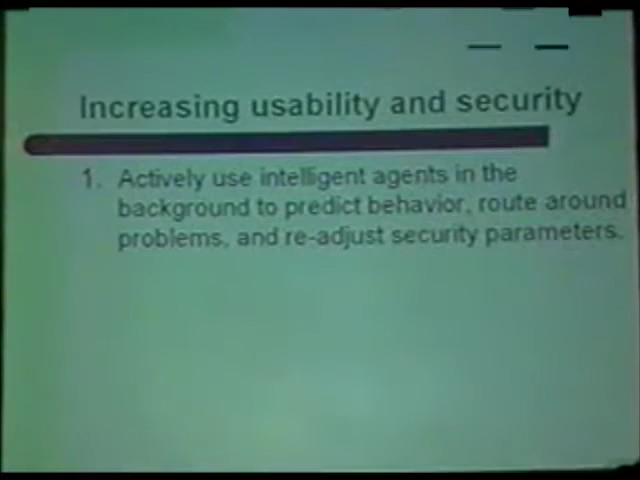 Increasing usability and security
1. Actively use intelligent agents in the
background to predict behavior, route around
problems, and re-adjust security parameters.